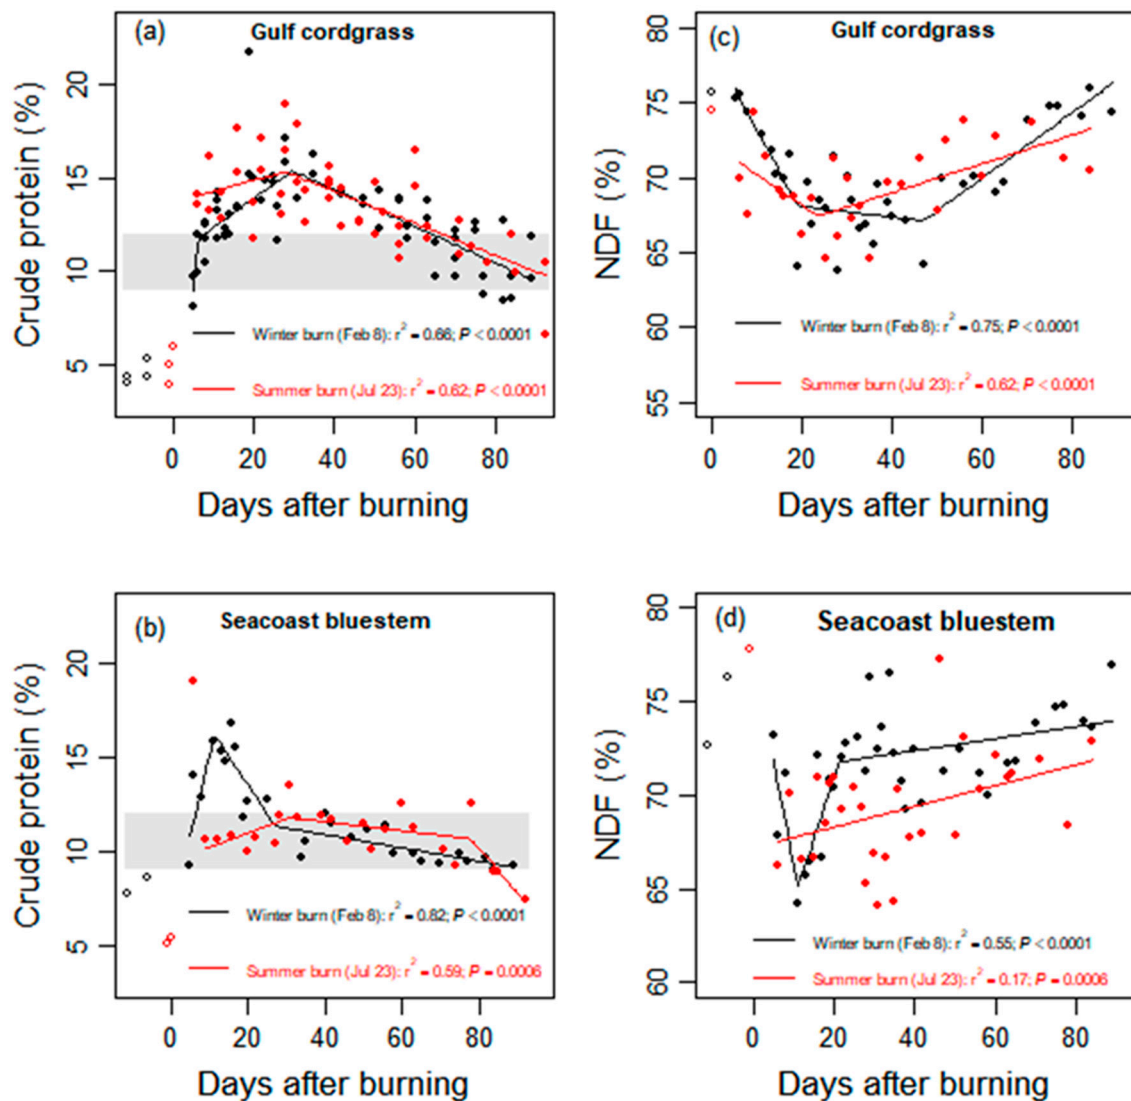 (a)
Gulf cordgrass
Crude protein (%)
20
15
10
5
Winter burn (Feb 8): r2 = 0.66; P < 0.0001
Summer burn (Jul 23): r2 = 0.62; P < 0.0001
0 20 40 60 80
Days after burning
(c)
Gulf cordgrass
NDF (%)
80
75
70
65
60
55
Winter burn (Feb 8): r2 = 0.75; P < 0.0001
Summer burn (Jul 23): r2 = 0.62; P < 0.0001
0 20 40 60 80
Days after burning
(b)
Seacoast bluestem
Crude protein (%)
20
15
10
5
Winter burn (Feb 8): r2 = 0.82; P < 0.0001
Summer burn (Jul 23): r2 = 0.59; P = 0.0006
0 20 40 60 80
Days after burning
(d)
Seacoast bluestem
NDF (%)
80
75
70
65
60
Winter burn (Feb 8): r2 = 0.55; P < 0.0001
Summer burn (Jul 23): r2 = 0.17; P = 0.0006
0 20 40 60 80
Days after burning